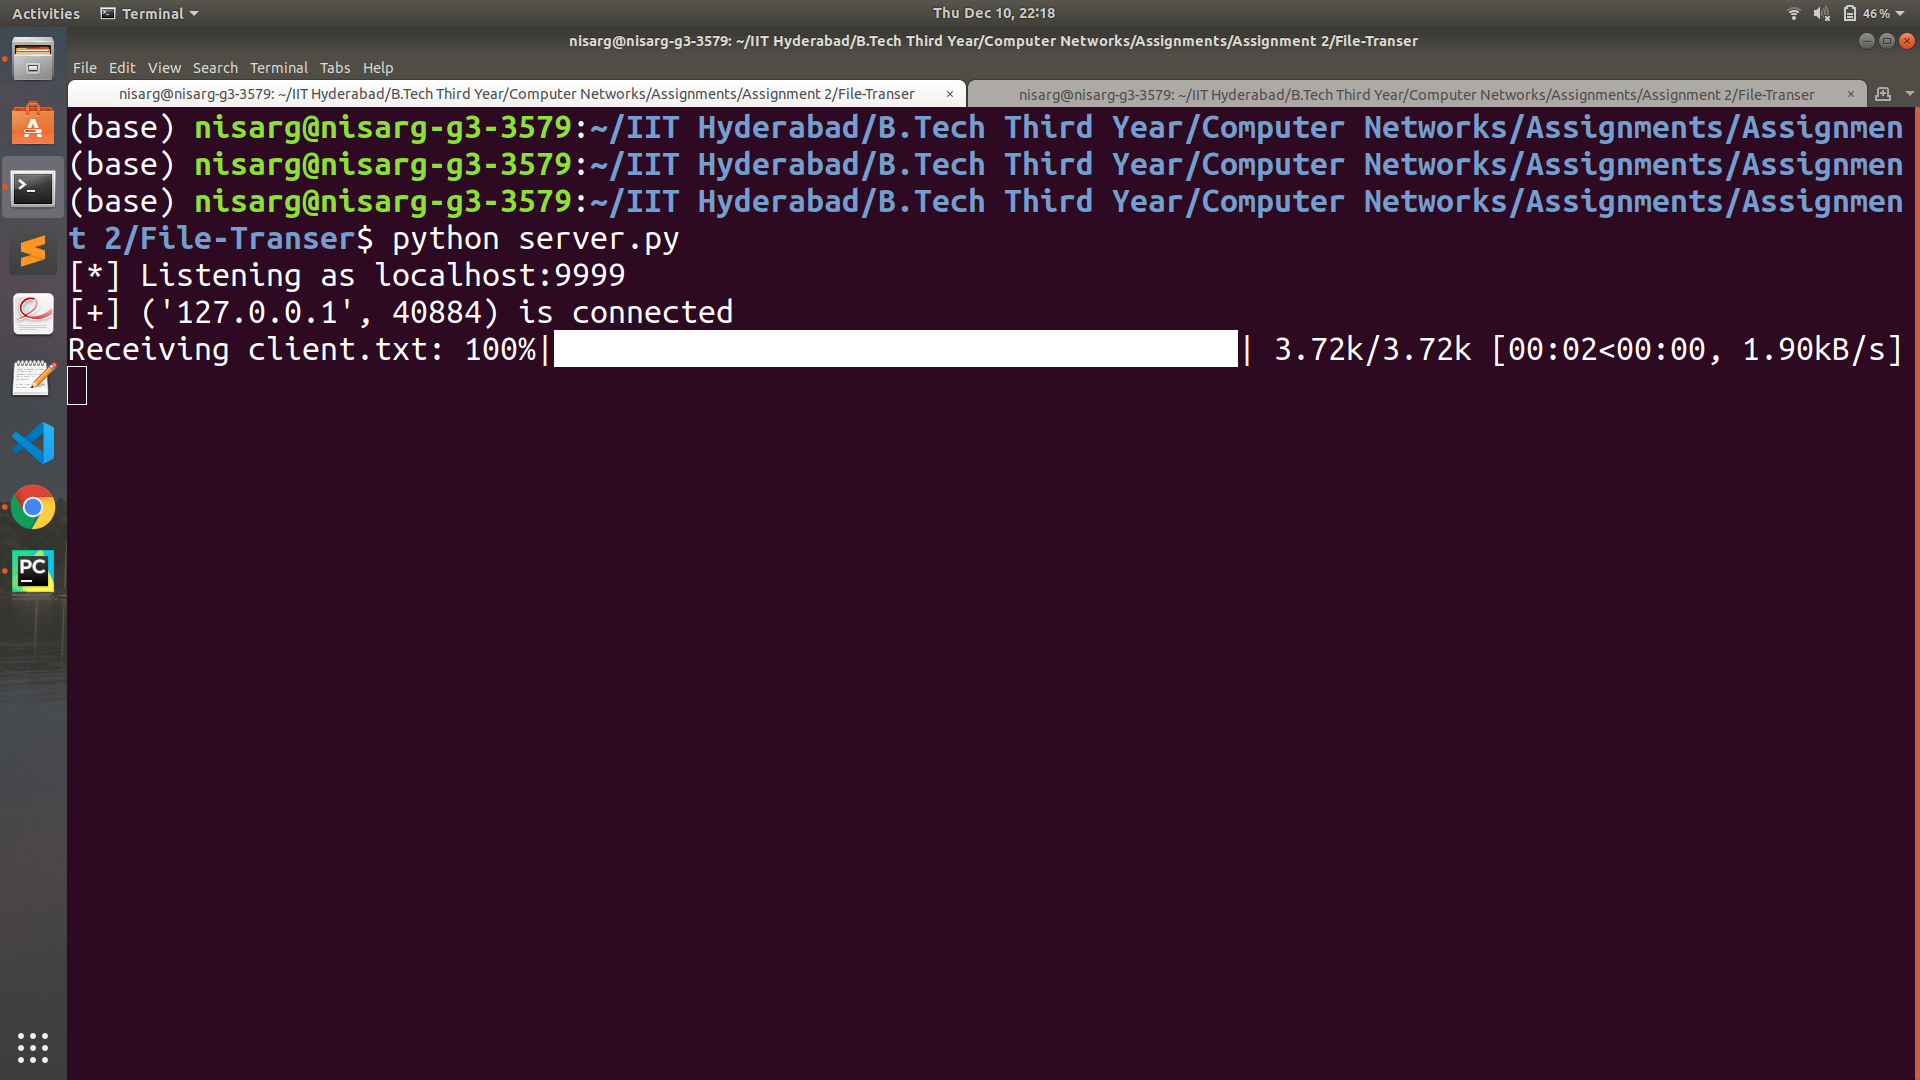 Activities Terminal Thu Dec 10, 22:18 46%
nisarg@nisarg-g3-3579: ~/IIT Hyderabad/B.Tech Third Year/Computer Networks/Assignments/Assignment 2/File-Transer
File Edit View Search Terminal Tabs Help
nisarg@nisarg-g3-3579: ~/IIT Hyderabad/B.Tech Third Year/Computer Networks/Assignments/Assignment 2/File-Transer × nisarg@nisarg-g3-3579: ~/IIT Hyderabad/B.Tech Third Year/Computer Networks/Assignments/Assignment 2/File-Transer ×
(base) nisarg@nisarg-g3-3579:~/IIT Hyderabad/B.Tech Third Year/Computer Networks/Assignments/Assignmen
(base) nisarg@nisarg-g3-3579:~/IIT Hyderabad/B.Tech Third Year/Computer Networks/Assignments/Assignmen
(base) nisarg@nisarg-g3-3579:~/IIT Hyderabad/B.Tech Third Year/Computer Networks/Assignments/Assignmen
t 2/File-Transer$ python server.py
[*] Listening as localhost:9999
[+] ('127.0.0.1', 40884) is connected
Receiving client.txt: 100%| | 3.72k/3.72k [00:02<00:00, 1.90kB/s]
PC